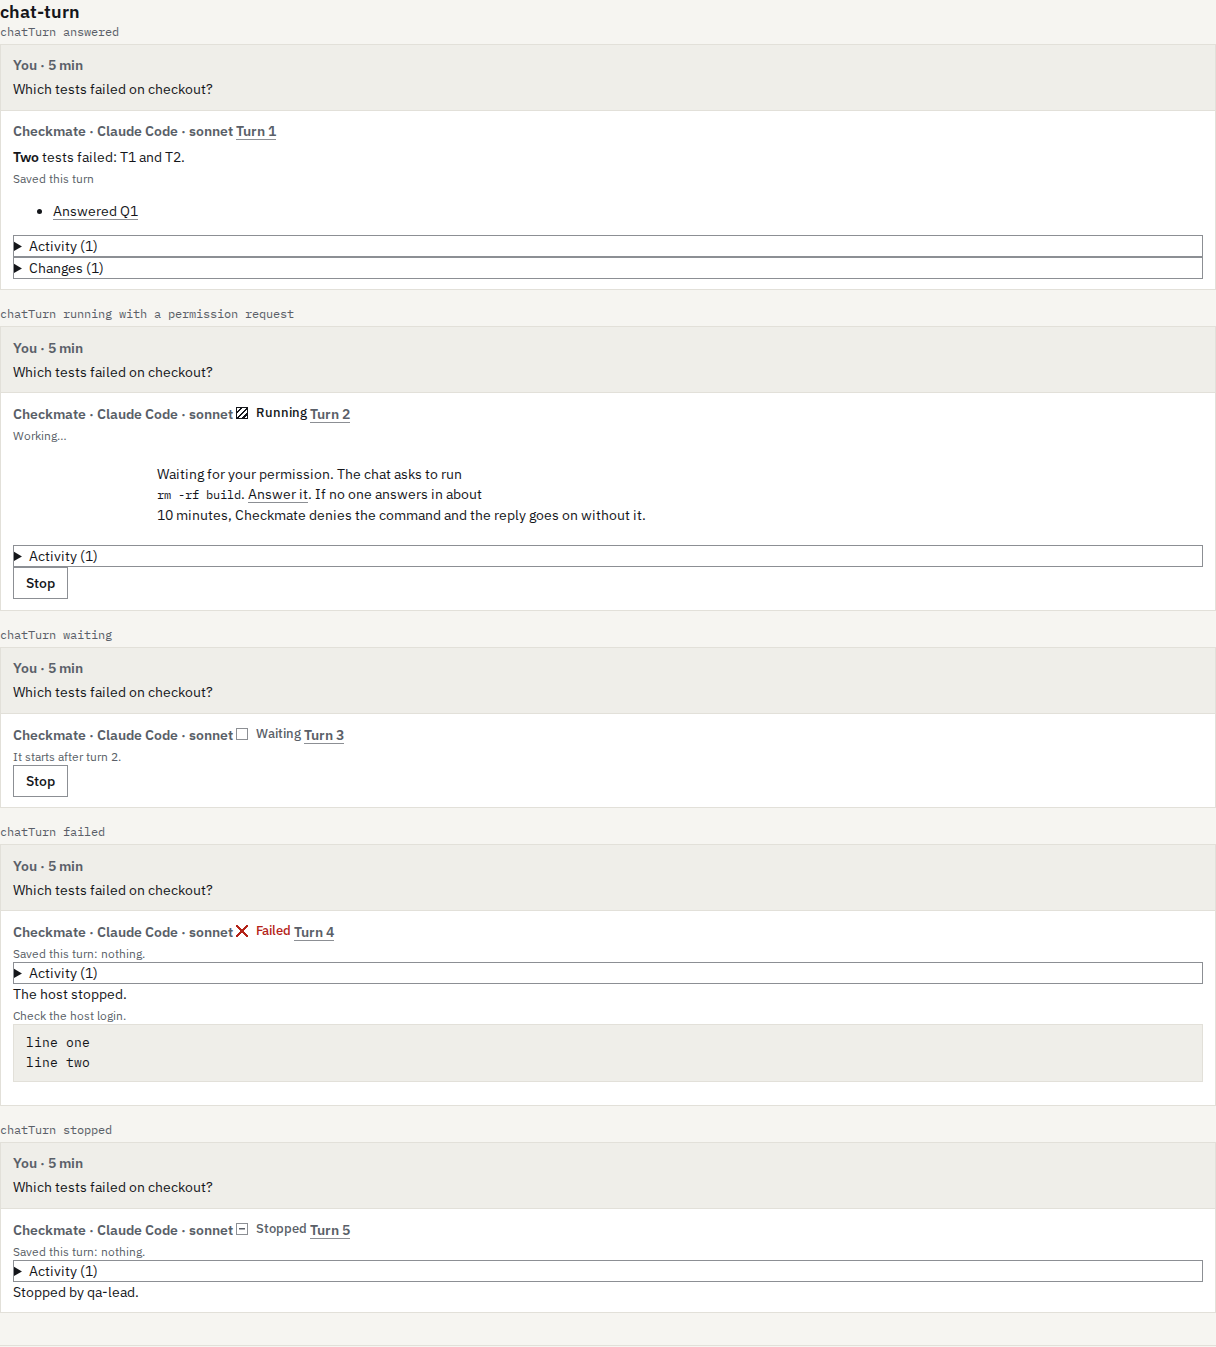 chat-turn
chatTurn answered
You · 5 min
Which tests failed on checkout?
Checkmate · Claude Code · sonnet Turn 1
Two tests failed: T1 and T2.
Saved this turn
Answered Q1
Activity (1)
Changes (1)
chatTurn running with a permission request
You · 5 min
Which tests failed on checkout?
Checkmate · Claude Code · sonnet Running Turn 2
Working…
Waiting for your permission. The chat asks to run
rm -rf build. Answer it. If no one answers in about
10 minutes, Checkmate denies the command and the reply goes on without it.
Activity (1)
Stop
chatTurn waiting
You · 5 min
Which tests failed on checkout?
Checkmate · Claude Code · sonnet Waiting Turn 3
It starts after turn 2.
Stop
chatTurn failed
You · 5 min
Which tests failed on checkout?
Checkmate · Claude Code · sonnet Failed Turn 4
Saved this turn: nothing.
Activity (1)
The host stopped.
Check the host login.
line one
line two
chatTurn stopped
You · 5 min
Which tests failed on checkout?
Checkmate · Claude Code · sonnet Stopped Turn 5
Saved this turn: nothing.
Activity (1)
Stopped by qa-lead.